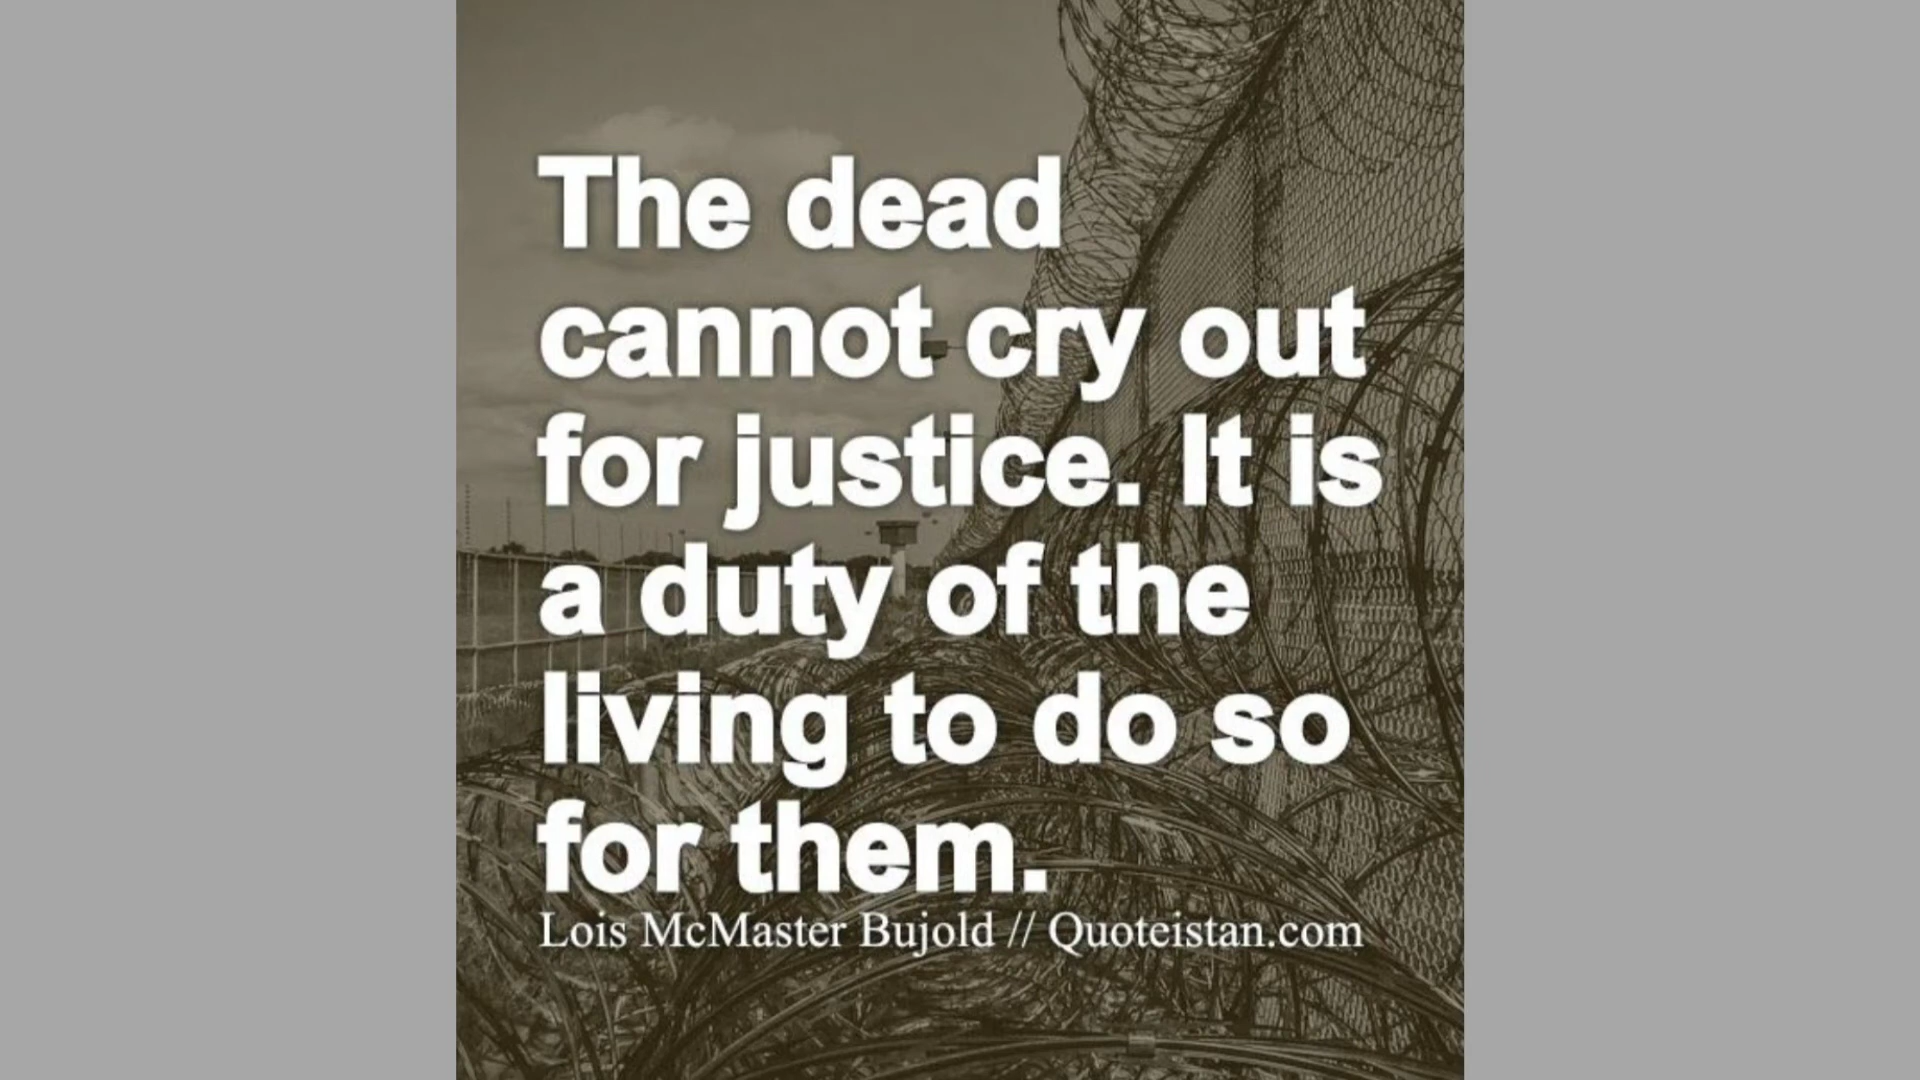 The dead
cannot cry out
for justice. It is
a duty of the
living to do so
for them.
Lois McMaster Bujold // Quoteistan.com